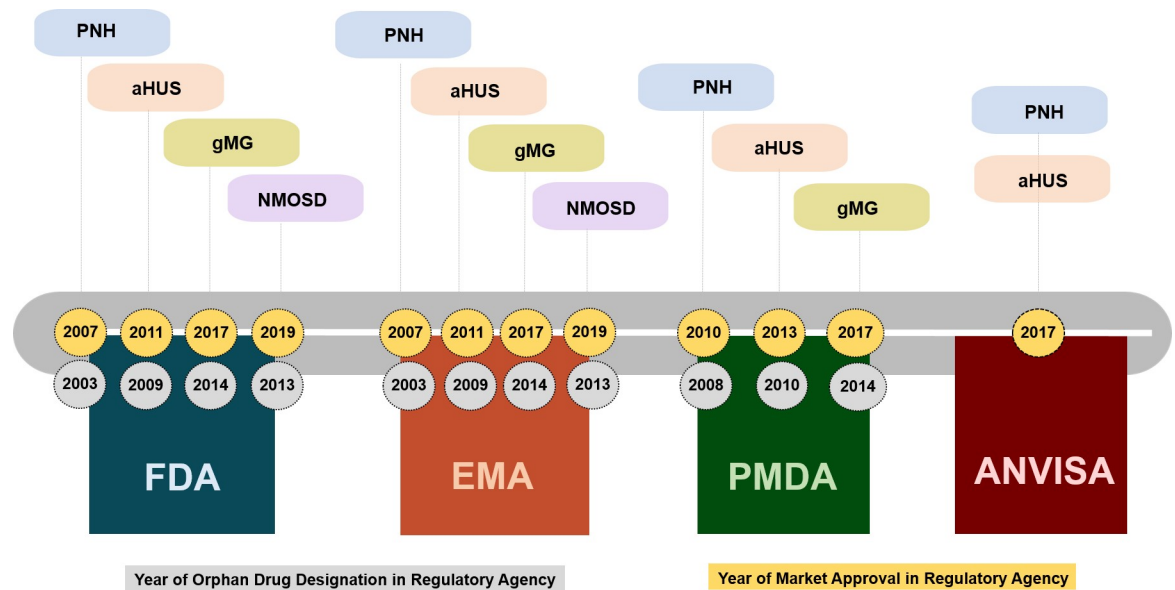 PNH
aHUS
gMG
NMOSD
PNH
aHUS
gMG
NMOSD
PNH
aHUS
gMG
PNH
aHUS
2007 2011 2017 2019
2003 2009 2014 2013
FDA
2007 2011 2017 2019
2003 2009 2014 2013
EMA
2010 2013 2017
2008 2010 2014
PMDA
2017
ANVISA
Year of Orphan Drug Designation in Regulatory Agency
Year of Market Approval in Regulatory Agency